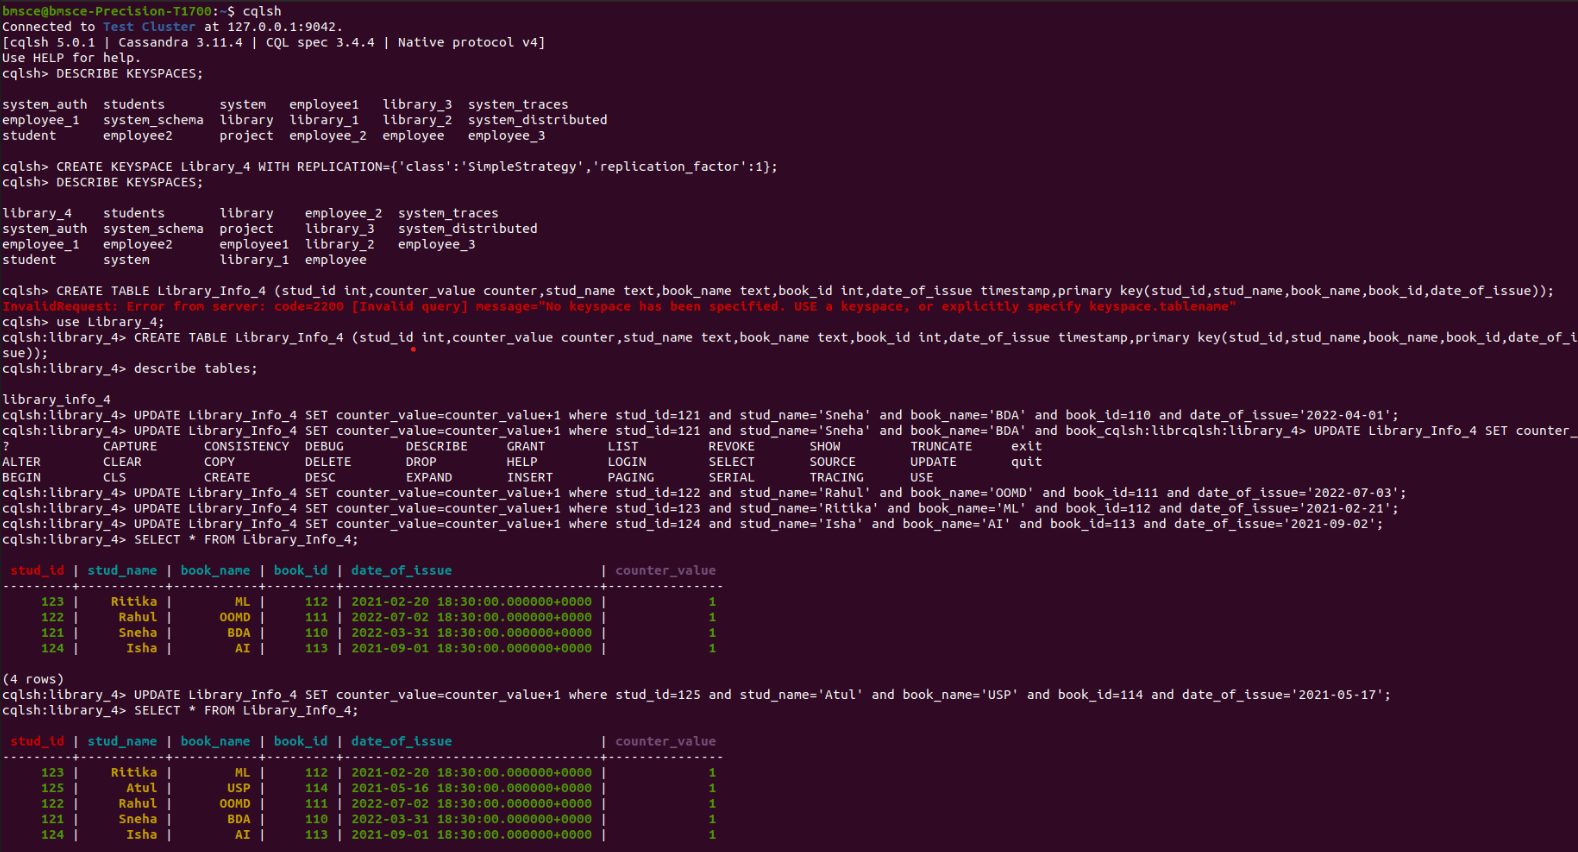 bmsce@bmsce-Precision-T1700:~$ cqlsh
Connected to Test Cluster at 127.0.0.1:9042.
[cqlsh 5.0.1 | Cassandra 3.11.4 | CQL spec 3.4.4 | Native protocol v4]
Use HELP for help.
cqlsh> DESCRIBE KEYSPACES;

system_auth  students       system   employee1   library_3  system_traces
employee_1   system_schema  library  library_1   library_2  system_distributed
student      employee2      project  employee_2  employee   employee_3

cqlsh> CREATE KEYSPACE Library_4 WITH REPLICATION={'class':'SimpleStrategy','replication_factor':1};
cqlsh> DESCRIBE KEYSPACES;

library_4    students       library    employee_2  system_traces
system_auth  system_schema  project    library_3   system_distributed
employee_1   employee2      employee1  library_2   employee_3
student      system         library_1  employee

cqlsh> CREATE TABLE Library_Info_4 (stud_id int,counter_value counter,stud_name text,book_name text,book_id int,date_of_issue timestamp,primary key(stud_id,stud_name,book_name,book_id,date_of_issue));
InvalidRequest: Error from server: code=2200 [Invalid query] message="No keyspace has been specified. USE a keyspace, or explicitly specify keyspace.tablename"
cqlsh> use Library_4;
cqlsh:library_4> CREATE TABLE Library_Info_4 (stud_id int,counter_value counter,stud_name text,book_name text,book_id int,date_of_issue timestamp,primary key(stud_id,stud_name,book_name,book_id,date_of_i
sue));
cqlsh:library_4> describe tables;

library_info_4
cqlsh:library_4> UPDATE Library_Info_4 SET counter_value=counter_value+1 where stud_id=121 and stud_name='Sneha' and book_name='BDA' and book_id=110 and date_of_issue='2022-04-01';
cqlsh:library_4> UPDATE Library_Info_4 SET counter_value=counter_value+1 where stud_id=121 and stud_name='Sneha' and book_name='BDA' and book_cqlsh:librcqlsh:library_4> UPDATE Library_Info_4 SET counter_
?            CAPTURE      CONSISTENCY  DEBUG        DESCRIBE     GRANT        LIST         REVOKE       SHOW         TRUNCATE     exit
ALTER        CLEAR        COPY         DELETE       DROP         HELP         LOGIN        SELECT       SOURCE       UPDATE       quit
BEGIN        CLS          CREATE       DESC         EXPAND       INSERT       PAGING       SERIAL       TRACING      USE
cqlsh:library_4> UPDATE Library_Info_4 SET counter_value=counter_value+1 where stud_id=122 and stud_name='Rahul' and book_name='OOMD' and book_id=111 and date_of_issue='2022-07-03';
cqlsh:library_4> UPDATE Library_Info_4 SET counter_value=counter_value+1 where stud_id=123 and stud_name='Ritika' and book_name='ML' and book_id=112 and date_of_issue='2021-02-21';
cqlsh:library_4> UPDATE Library_Info_4 SET counter_value=counter_value+1 where stud_id=124 and stud_name='Isha' and book_name='AI' and book_id=113 and date_of_issue='2021-09-02';
cqlsh:library_4> SELECT * FROM Library_Info_4;

 stud_id | stud_name | book_name | book_id | date_of_issue                   | counter_value
---------+-----------+-----------+---------+---------------------------------+---------------
     123 |    Ritika |        ML |     112 | 2021-02-20 18:30:00.000000+0000 |             1
     122 |     Rahul |      OOMD |     111 | 2022-07-02 18:30:00.000000+0000 |             1
     121 |     Sneha |       BDA |     110 | 2022-03-31 18:30:00.000000+0000 |             1
     124 |      Isha |        AI |     113 | 2021-09-01 18:30:00.000000+0000 |             1

(4 rows)
cqlsh:library_4> UPDATE Library_Info_4 SET counter_value=counter_value+1 where stud_id=125 and stud_name='Atul' and book_name='USP' and book_id=114 and date_of_issue='2021-05-17';
cqlsh:library_4> SELECT * FROM Library_Info_4;

 stud_id | stud_name | book_name | book_id | date_of_issue                   | counter_value
---------+-----------+-----------+---------+---------------------------------+---------------
     123 |    Ritika |        ML |     112 | 2021-02-20 18:30:00.000000+0000 |             1
     125 |      Atul |       USP |     114 | 2021-05-16 18:30:00.000000+0000 |             1
     122 |     Rahul |      OOMD |     111 | 2022-07-02 18:30:00.000000+0000 |             1
     121 |     Sneha |       BDA |     110 | 2022-03-31 18:30:00.000000+0000 |             1
     124 |      Isha |        AI |     113 | 2021-09-01 18:30:00.000000+0000 |             1